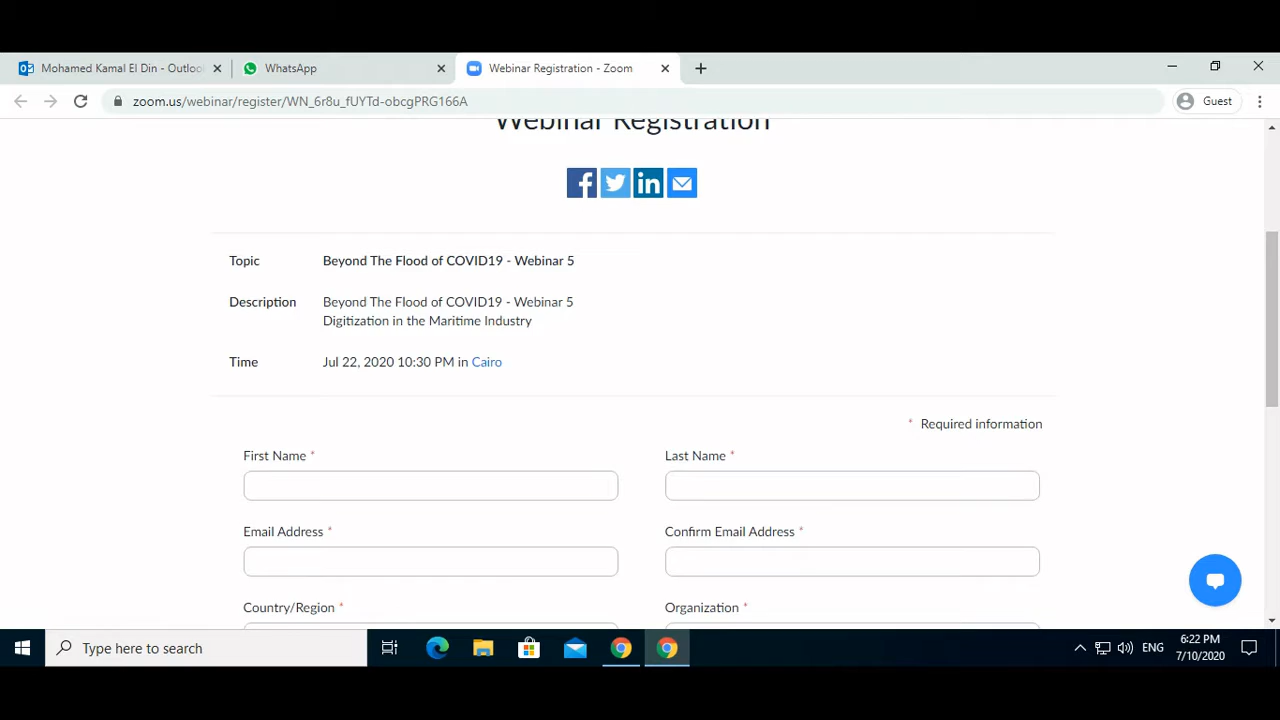 Mohamed Kamal El Din - Outloo
WhatsApp
Webinar Registration - Zoom
zoom.us/webinar/register/WN_6r8u_fUYTd-obcgPRG166A
Guest
Webinar Registration
Topic
Beyond The Flood of COVID19 - Webinar 5
Description
Beyond The Flood of COVID19 - Webinar 5
Digitization in the Maritime Industry
Time
Jul 22, 2020 10:30 PM in Cairo
* Required information
First Name *
Last Name *
Email Address *
Confirm Email Address *
Country/Region *
Organization *
Type here to search
ENG
6:22 PM
7/10/2020